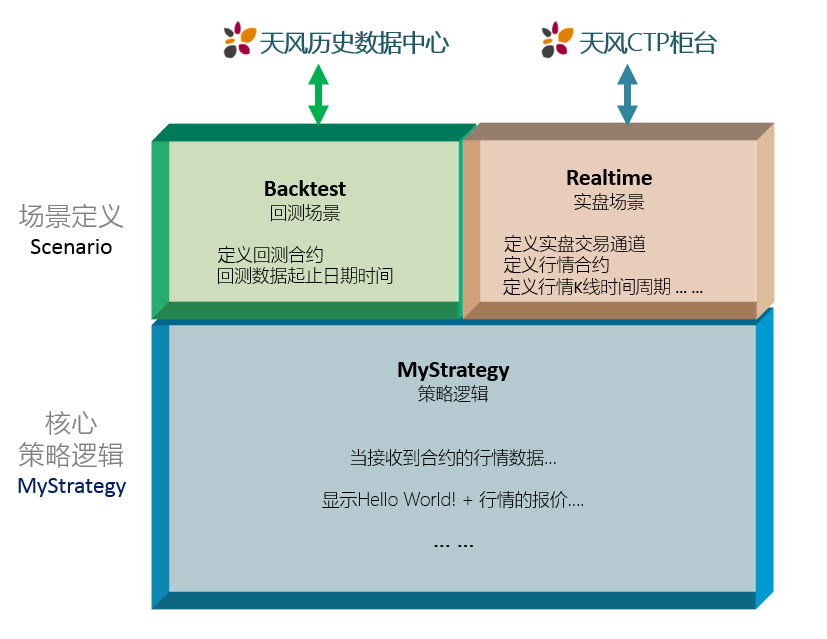 天风历史数据中心
天风CTP柜台
场景定义
Scenario
Backtest
回测场景
定义回测合约
回测数据起止日期时间
Realtime
实盘场景
定义实盘交易通道
定义行情合约
定义行情K线时间周期 ... ...
核心
策略逻辑
MyStrategy
MyStrategy
策略逻辑
当接收到合约的行情数据...
显示Hello World! + 行情的报价....
... ...